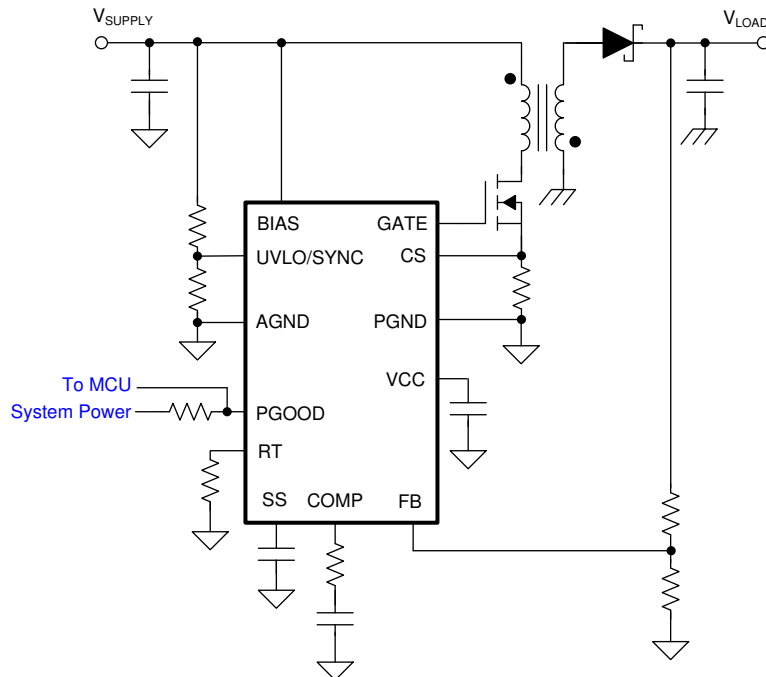 VSUPPLY
VLOAD
BIAS
GATE
UVLO/SYNC
CS
AGND
PGND
VCC
To MCU
System Power
PGOOD
RT
SS
COMP
FB